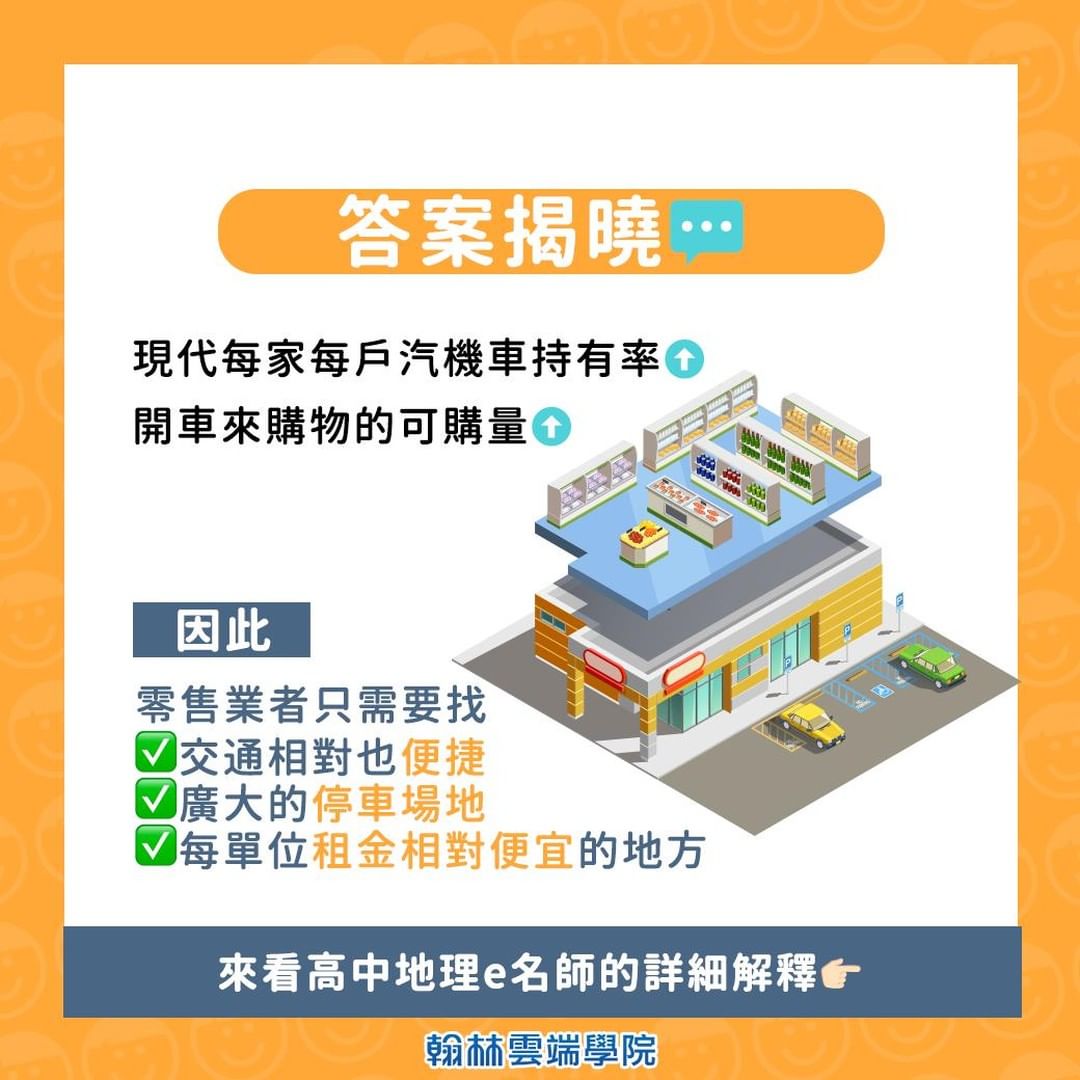 答案揭曉
現代每家每戶汽機車持有率
開車來購物的可購量
因此
零售業者只需要找
交通相對也便捷
廣大的停車場地
每單位租金相對便宜的地方
P
P
P
來看高中地理e名師的詳細解釋
翰林雲端學院